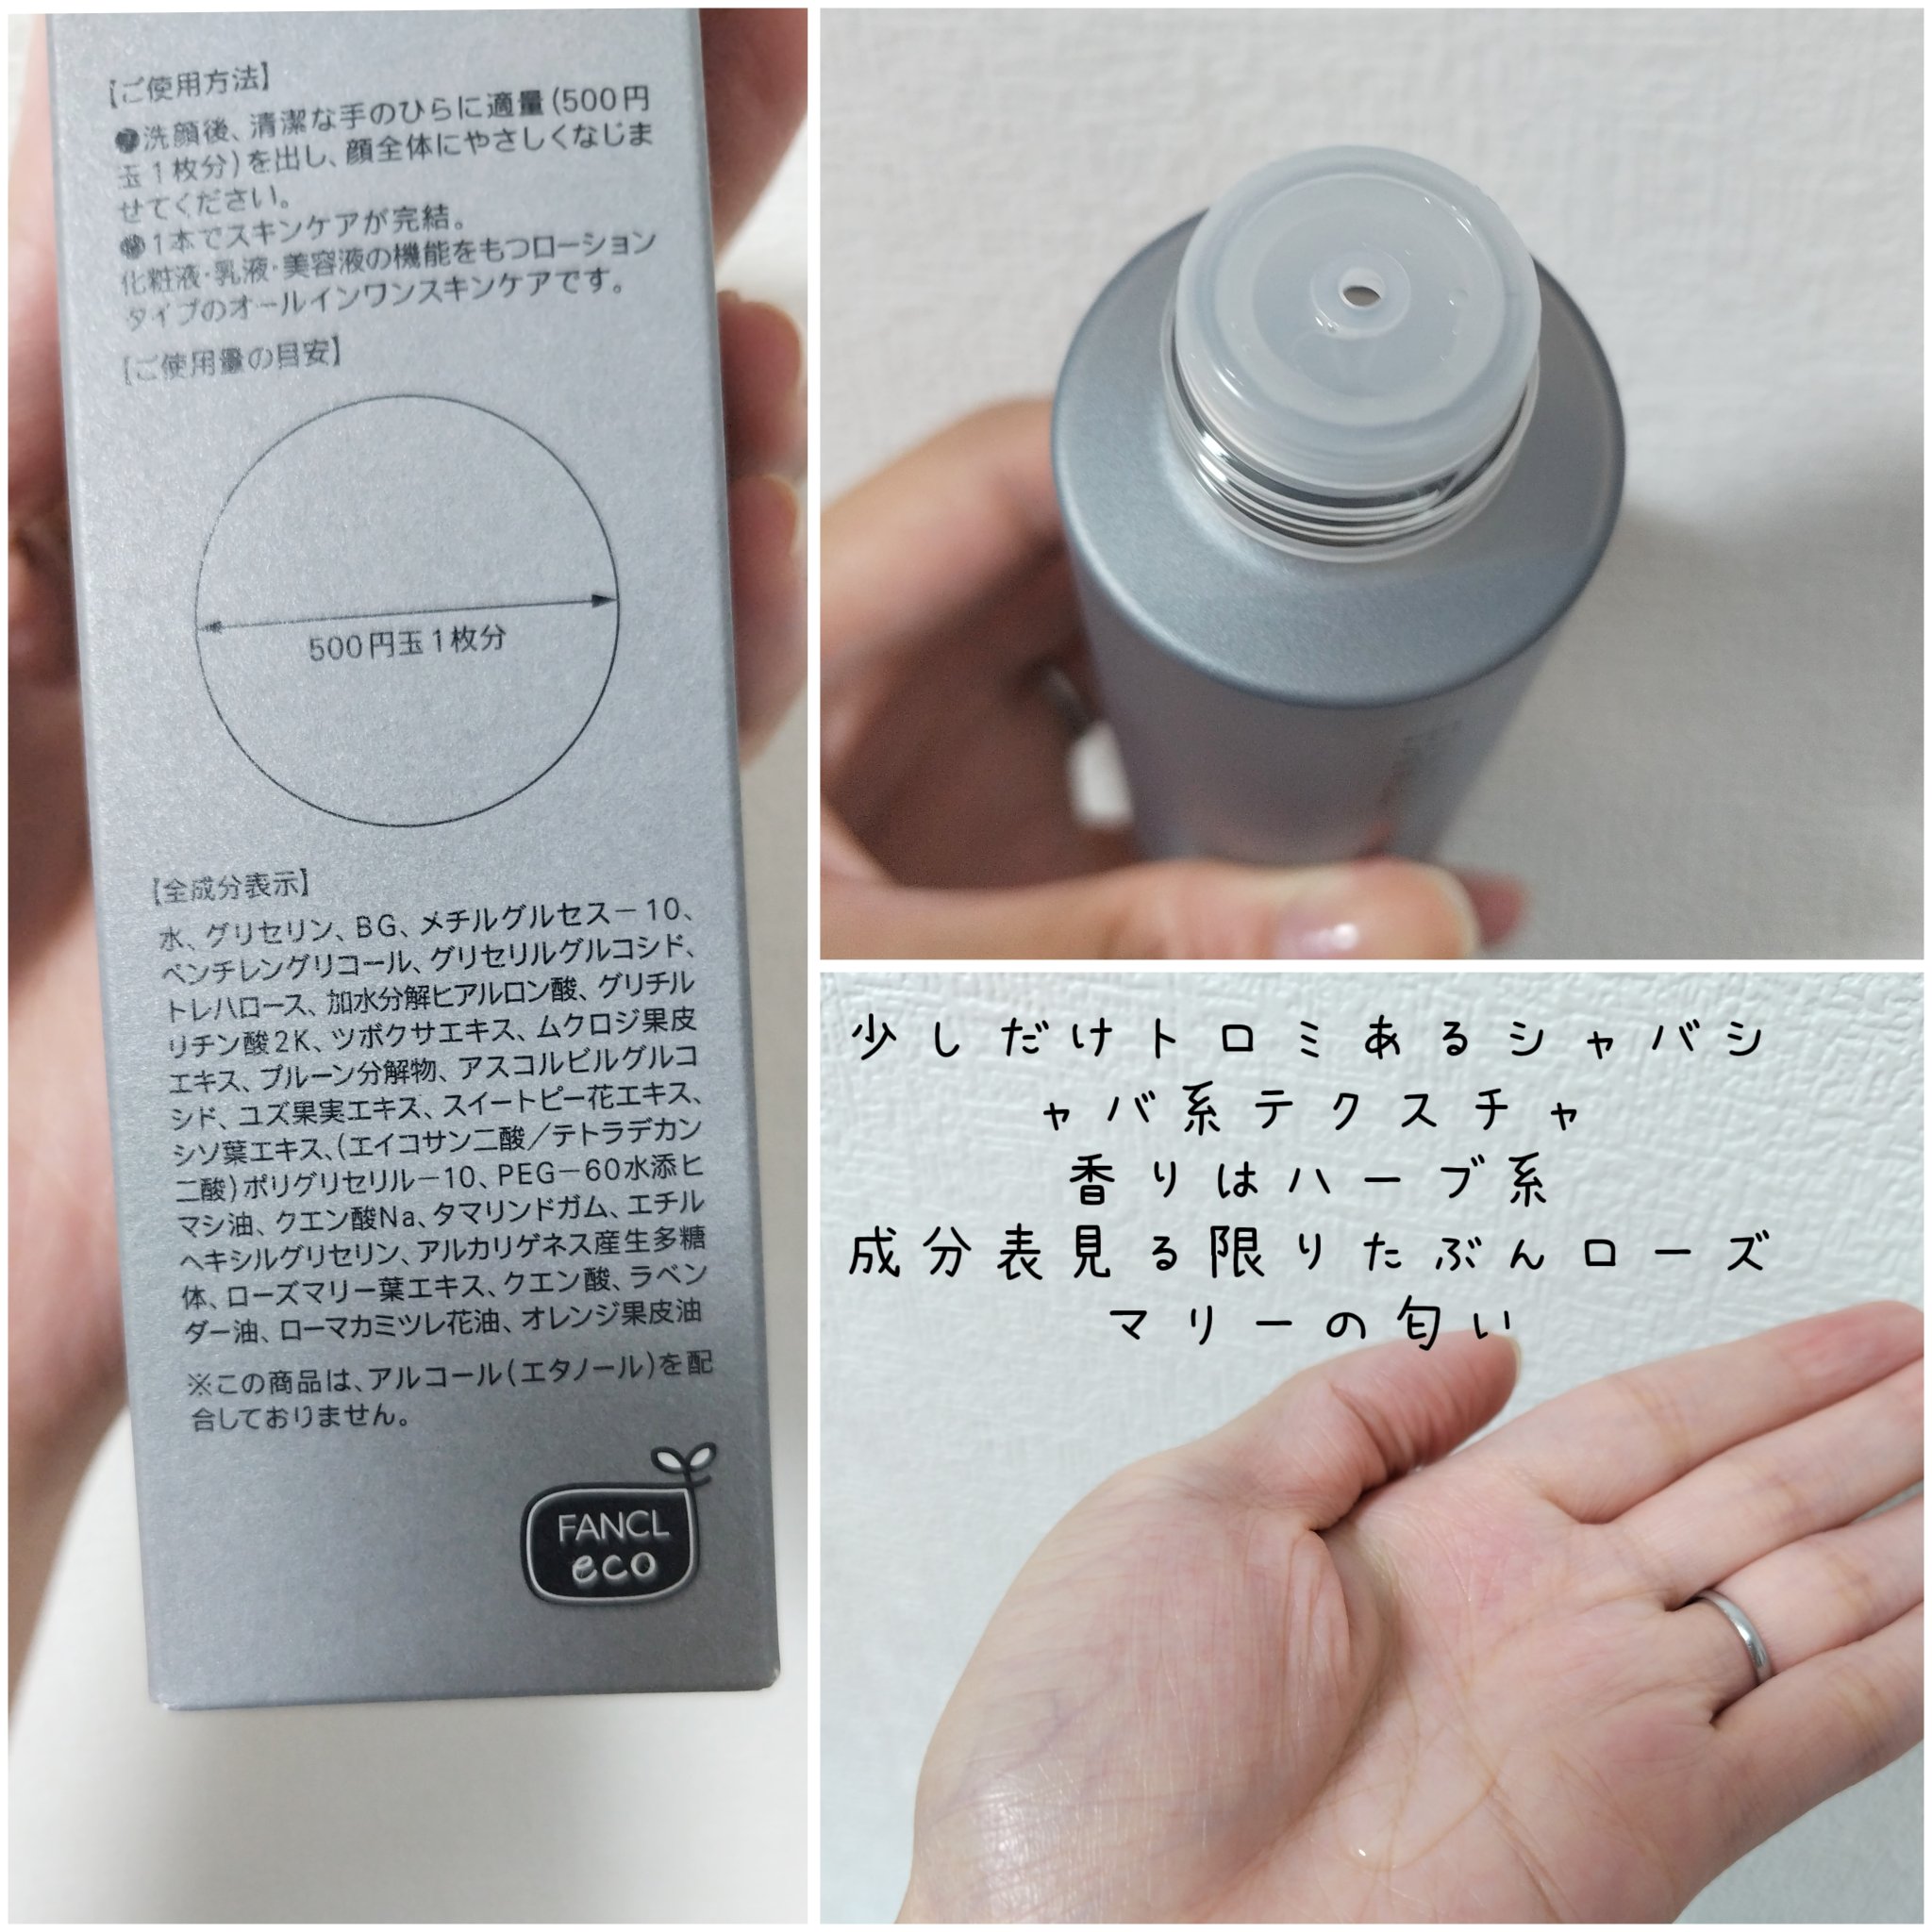 【ご使用方法】
●洗顔後、清潔な手のひらに適量(500円
玉1枚分)を出し、顔全体にやさしくなじま
せてください。
●1本でスキンケアが完結。
化粧液・乳液・美容液の機能をもつローション
タイプのオールインワンスキンケアです。
【ご使用量の目安】
500円玉1枚分
【全成分表示】
水、グリセリン、BG、メチルグルセス－10、
ペンチレングリコール、グリセリルグルコシド、
トレハロース、加水分解ヒアルロン酸、グリチル
リチン酸2K、ツボクサエキス、ムクロジ果皮
エキス、プルーン分解物、アスコルビルグルコ
シド、ユズ果実エキス、スイートピー花エキス、
シソ葉エキス、(エイコサン二酸／テトラデカン
二酸)ポリグリセリル－10、PEG－60水添ヒ
マシ油、クエン酸Na、タマリンドガム、エチル
ヘキシルグリセリン、アルカリゲネス産生多糖
体、ローズマリー葉エキス、クエン酸、ラベン
ダー油、ローマカミツレ花油、オレンジ果皮油
※この商品は、アルコール(エタノール)を配
合しておりません。
FANCL
eco
少しだけトロミあるシャバシ
ャバ系テクスチャ
香りはハーブ系
成分表見る限りたぶんローズ
マリーの匂い